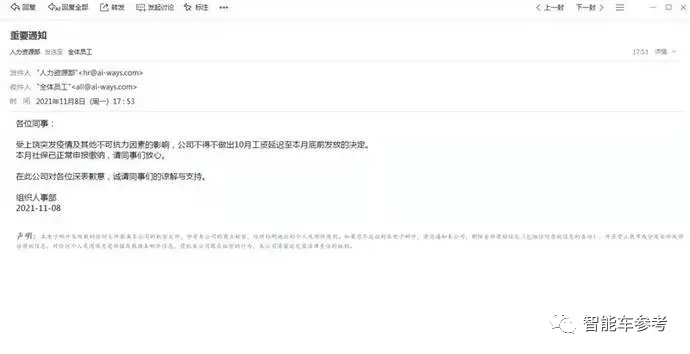 回复 回复全部 转发 发起讨论 标注 ••• 上一封 下一封
重要通知
人力资源部 发送至 全体员工 17:53 详情
发件人 "人力资源部"<hr@ai-ways.com>
收件人 "全体员工"<all@ai-ways.com>
时 间 2021年11月8日（周一）17：53
各位同事：
受上饶突发疫情及其他不可抗力因素的影响，公司不得不做出10月工资延迟至本月底前发放的决定。
本月社保已正常申报缴纳，请同事们放心。
在此公司对各位深表歉意，诚请同事们的谅解与支持。
组织人事部
2021-11-08
声明：
智能车参考